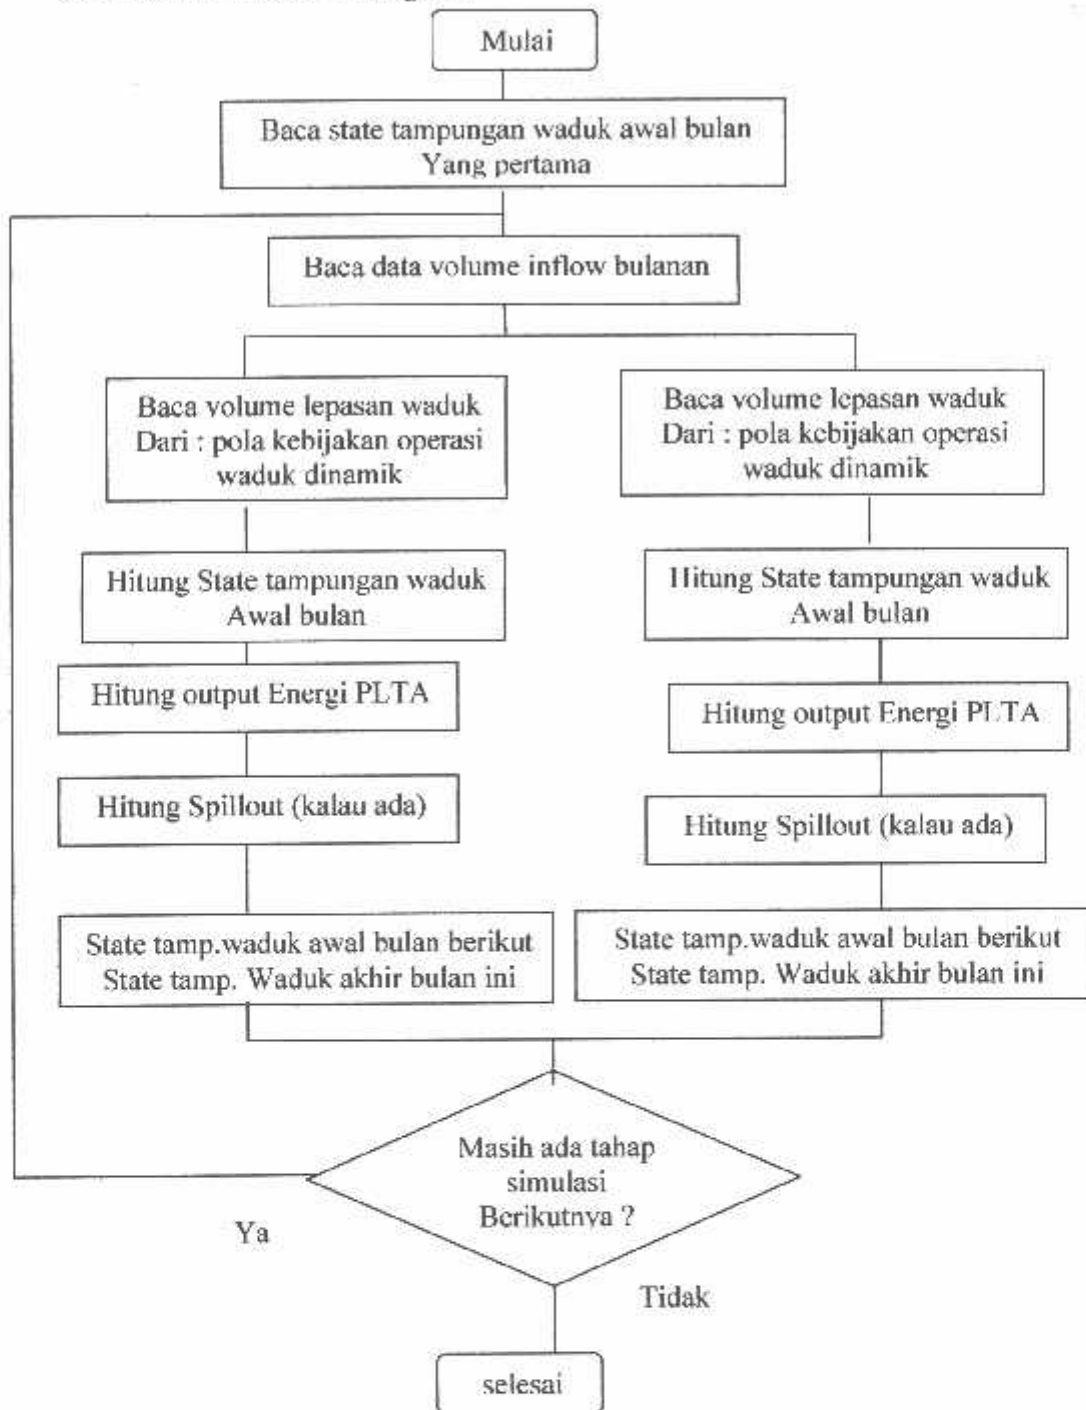 Mulai
Baca state tampungan waduk awal bulan
Yang pertama
Baca data volume inflow bulanan
Baca volume lepasan waduk
Dari : pola kebijakan operasi
waduk dinamik
Hitung State tampungan waduk
Awal bulan
Hitung output Energi PLTA
Hitung Spillout (kalau ada)
State tamp.waduk awal bulan berikut
State tamp. Waduk akhir bulan ini
Baca volume lepasan waduk
Dari : pola kebijakan operasi
waduk dinamik
Hitung State tampungan waduk
Awal bulan
Hitung output Energi PLTA
Hitung Spillout (kalau ada)
State tamp.waduk awal bulan berikut
State tamp. Waduk akhir bulan ini
Masih ada tahap
simulasi
Berikutnya ?
Ya
Tidak
selesai